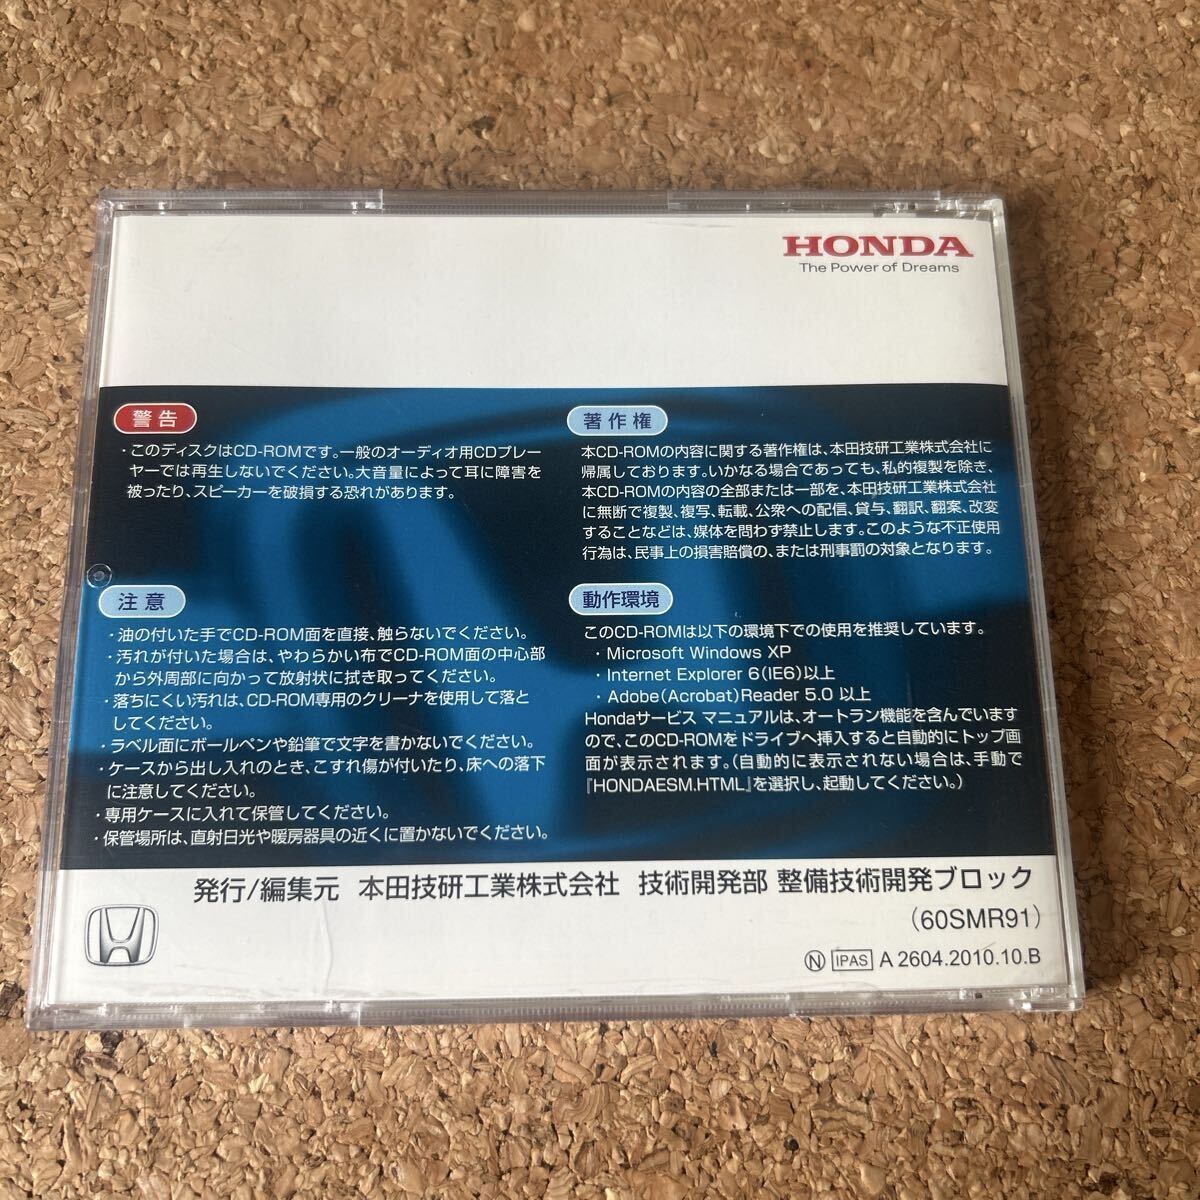 HONDA
The Power of Dreams
警告
・このディスクはCD-ROMです。一般のオーディオ用CDプレー
ヤーでは再生しないでください。大音量によって耳に障害を
被ったり、スピーカーを破損する恐れがあります。
注意
・油の付いた手でCD-ROM面を直接、触らないでください。
・汚れが付いた場合は、やわらかい布でCD-ROM面の中心部
から外周部に向かって放射状に拭き取ってください。
・落ちにくい汚れは、CD-ROM専用のクリーナを使用して落と
してください。
・ラベル面にボールペンや鉛筆で文字を書かないでください。
・ケースから出し入れのとき、こすれ傷が付いたり、床への落下
に注意してください。
・専用ケースに入れて保管してください。
・保管場所は、直射日光や暖房器具の近くに置かないでください。
著作権
本CD-ROMの内容に関する著作権は、本田技研工業株式会社に
帰属しております。いかなる場合であっても、私的複製を除き、
本CD-ROMの内容の全部または一部を、本田技研工業株式会社
に無断で複製、複写、転載、公衆への配信、貸与、翻訳、翻案、改変
することなどは、媒体を問わず禁止します。このような不正使用
行為は、民事上の損害賠償の、または刑事罰の対象となります。
動作環境
このCD-ROMは以下の環境下での使用を推奨しています。
・Microsoft Windows XP
・Internet Explorer 6(IE6)以上
・Adobe(Acrobat)Reader 5.0 以上
Hondaサービス マニュアルは、オートラン機能を含んでいます
ので、このCD-ROMをドライブへ挿入すると自動的にトップ画
面が表示されます。(自動的に表示されない場合は、手動で
『HONDAESM.HTML』を選択し、起動してください。)
発行/編集元 本田技研工業株式会社 技術開発部 整備技術開発ブロック
(60SMR91)
Ⓝ IPAS A 2604.2010.10.B